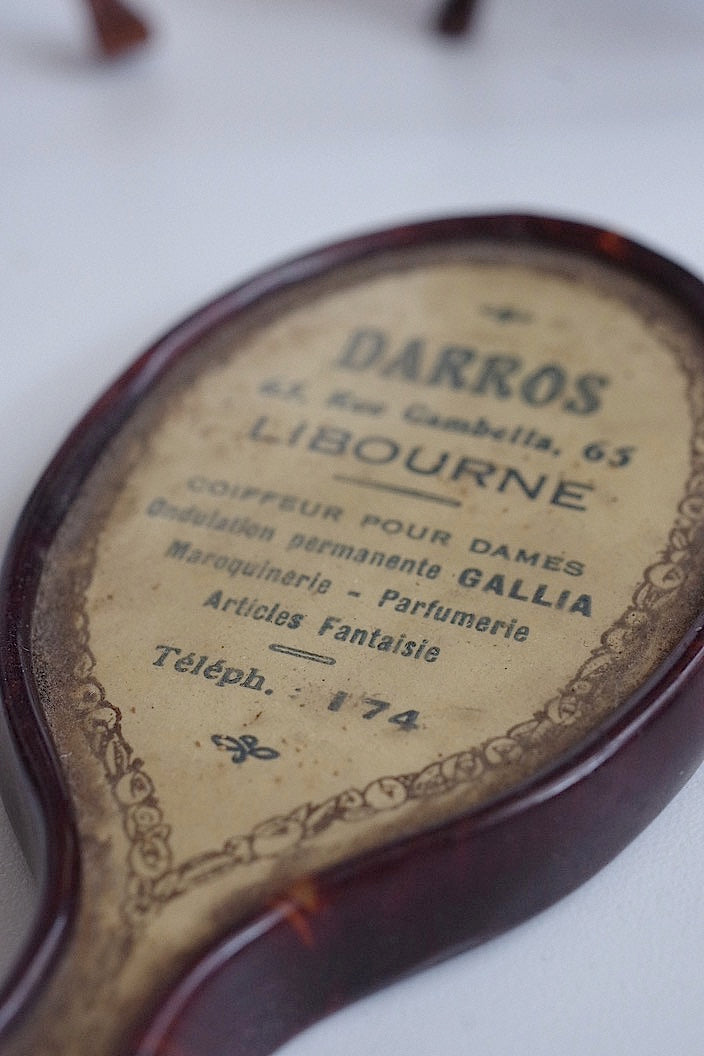 DARROS
65, Rue Gambetta, 65
LIBOURNE
COIFFEUR POUR DAMES
Ondulation permanente GALLIA
Maroquinerie - Parfumerie
Articles Fantaisie
Téléph. : 174